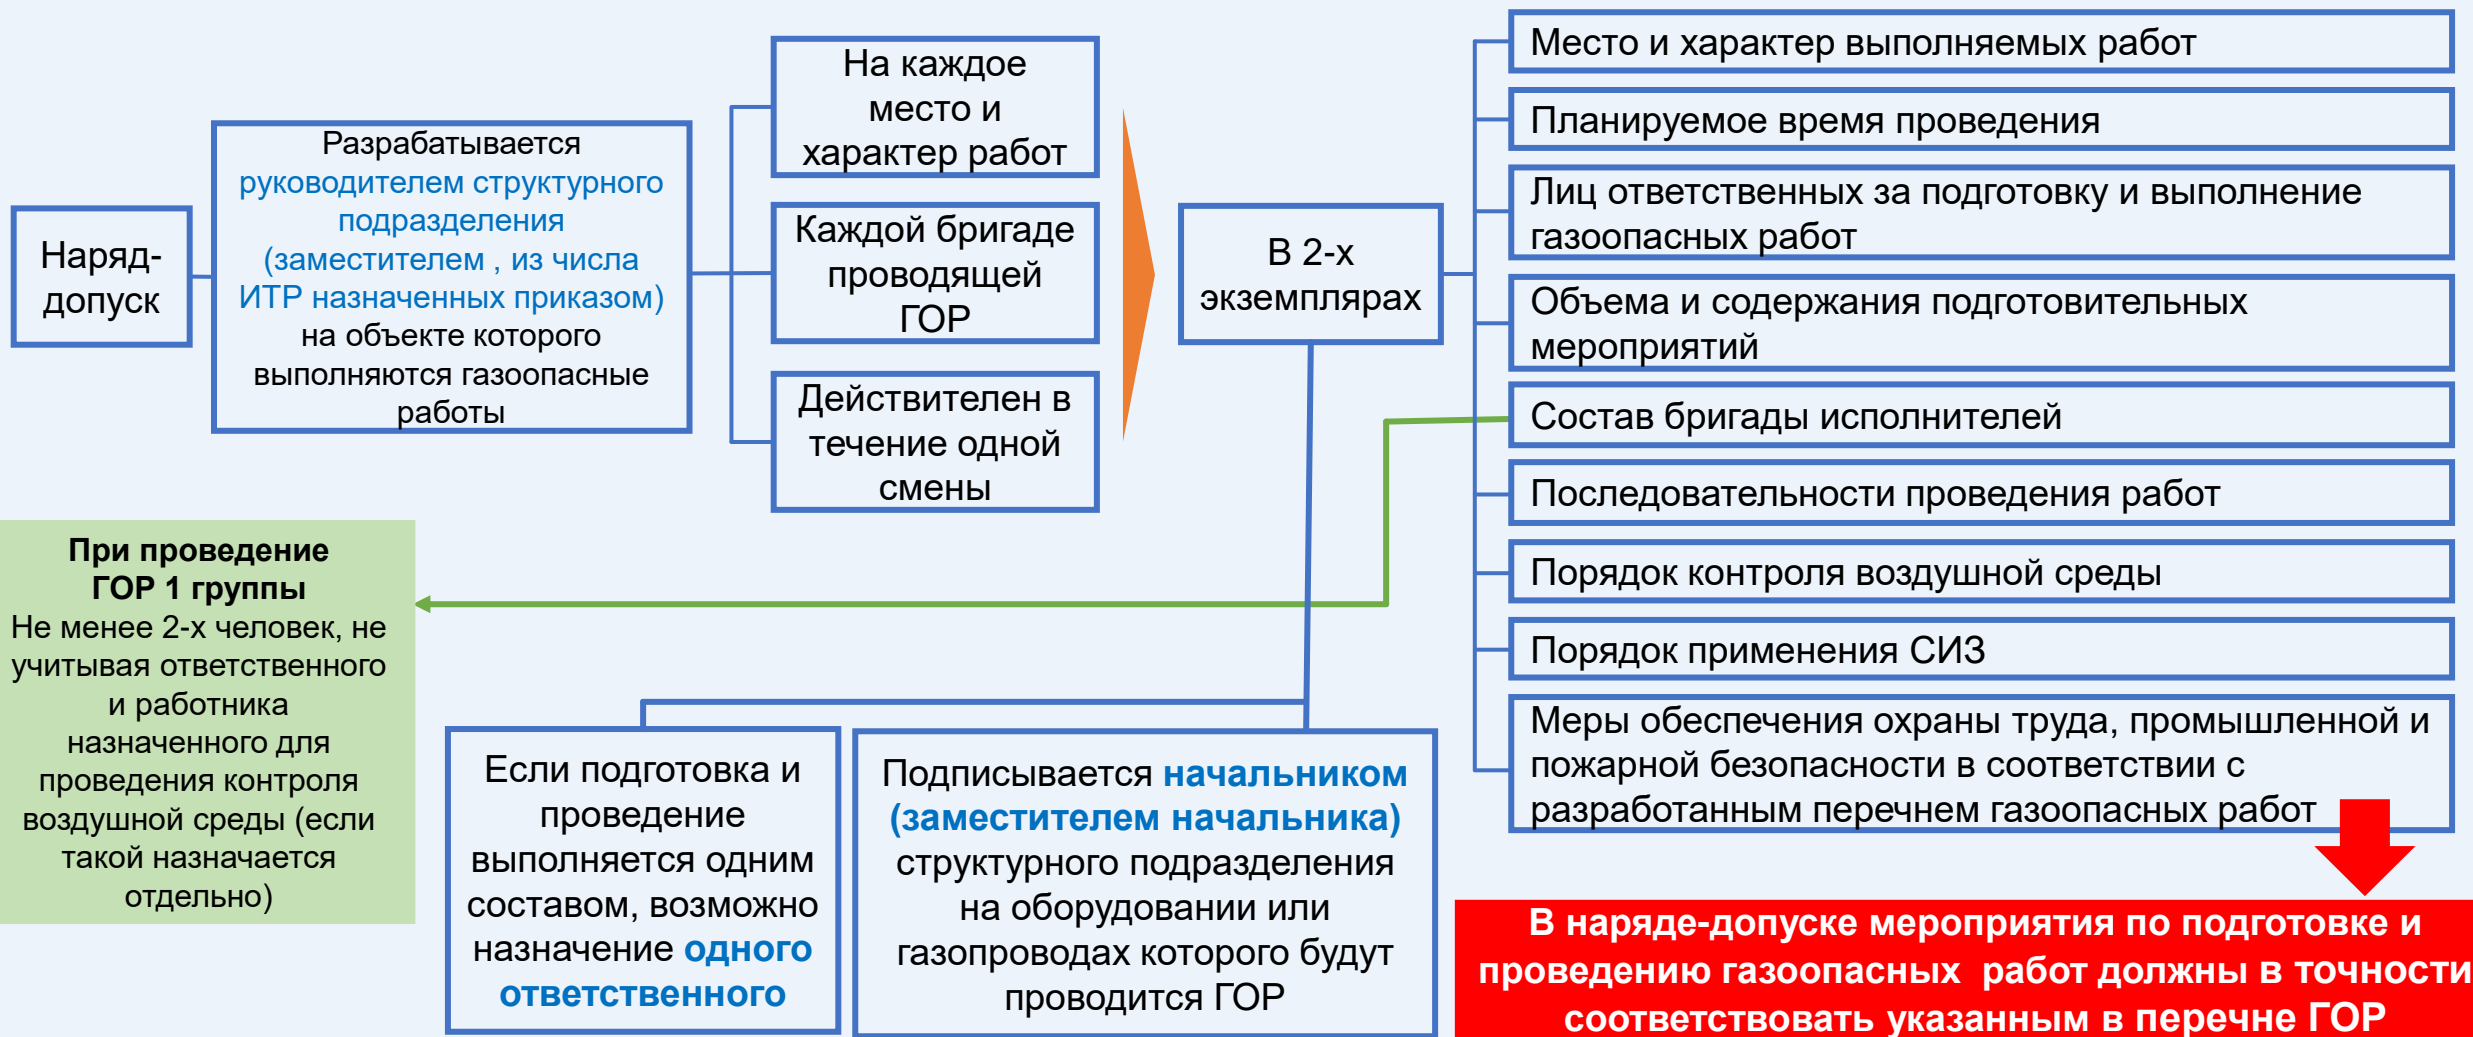 Наряд-
допуск
Разрабатывается
руководителем структурного
подразделения
(заместителем , из числа
ИТР назначенных приказом)
на объекте которого
выполняются газоопасные
работы
На каждое
место и
характер работ
Каждой бригаде
проводящей
ГОР
Действителен в
течение одной
смены
В 2-х
экземплярах
Место и характер выполняемых работ
Планируемое время проведения
Лиц ответственных за подготовку и выполнение
газоопасных работ
Объема и содержания подготовительных
мероприятий
Состав бригады исполнителей
Последовательности проведения работ
Порядок контроля воздушной среды
Порядок применения СИЗ
Меры обеспечения охраны труда, промышленной и
пожарной безопасности в соответствии с
разработанным перечнем газоопасных работ
При проведение
ГОР 1 группы
Не менее 2-х человек, не
учитывая ответственного
и работника
назначенного для
проведения контроля
воздушной среды (если
такой назначается
отдельно)
Если подготовка и
проведение
выполняется одним
составом, возможно
назначение одного
ответственного
Подписывается начальником
(заместителем начальника)
структурного подразделения
на оборудовании или
газопроводах которого будут
проводится ГОР
В наряде-допуске мероприятия по подготовке и
проведению газоопасных  работ должны в точности
соответствовать указанным в перечне ГОР